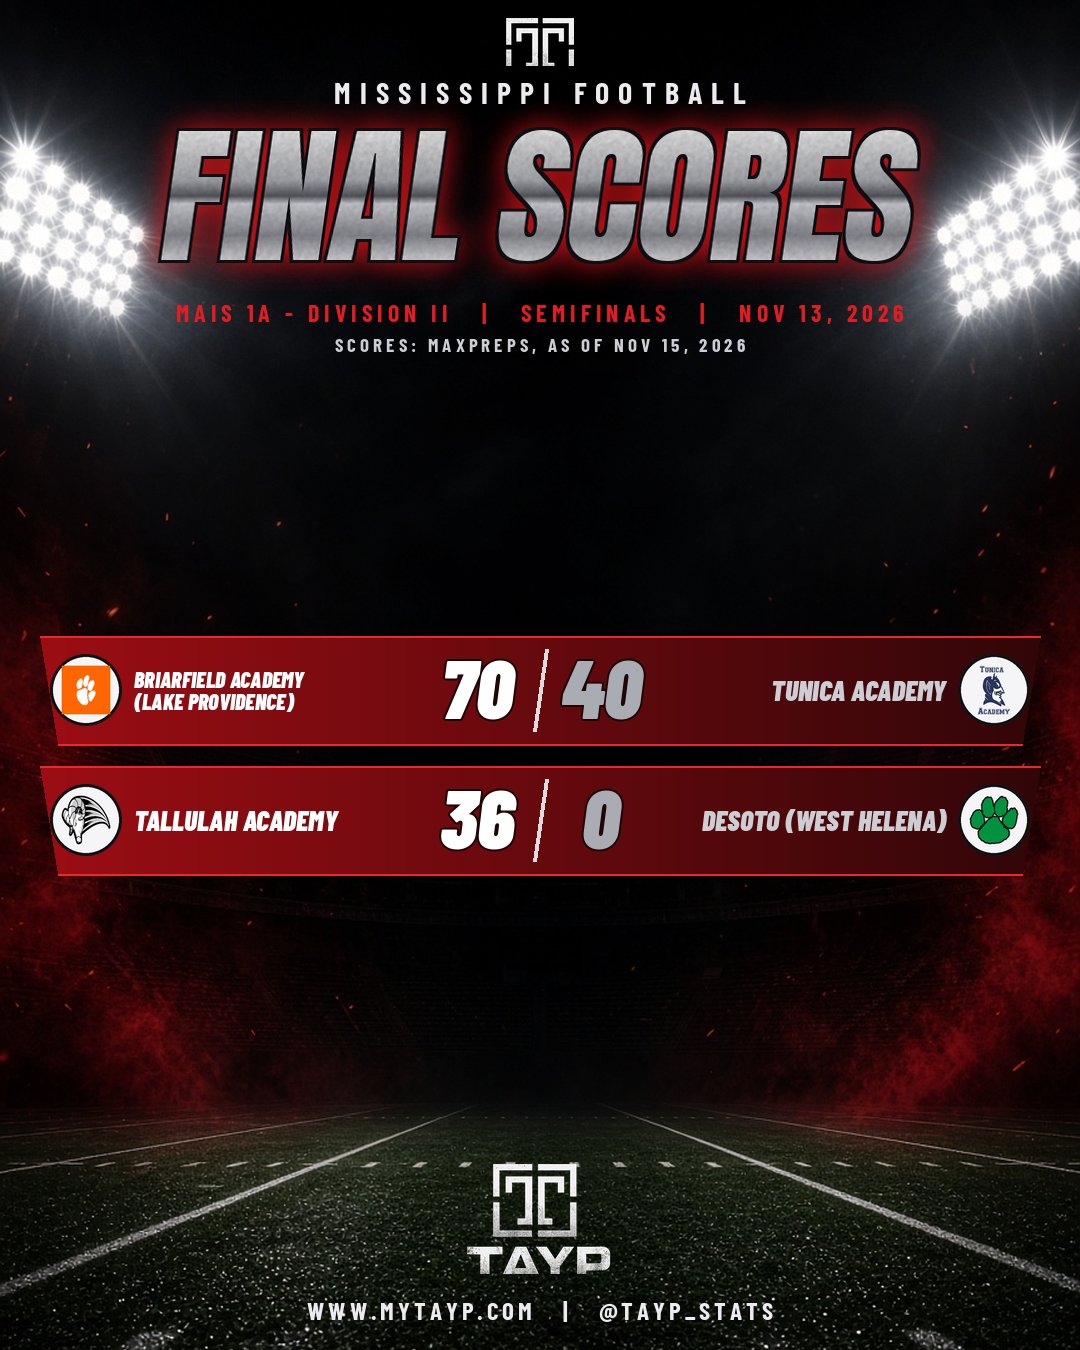 MISSISSIPPI FOOTBALL
FINAL SCORES
MAIS 1A - DIVISION II | SEMIFINALS | NOV 13, 2026
SCORES: MAXPREPS, AS OF NOV 15, 2026
BRIARFIELD ACADEMY
(LAKE PROVIDENCE)
70 / 40
TUNICA ACADEMY
TUNICA
ACADEMY
TALLULAH ACADEMY
36 / 0
DESOTO (WEST HELENA)
TAYP
WWW.MYTAYP.COM | @TAYP_STATS